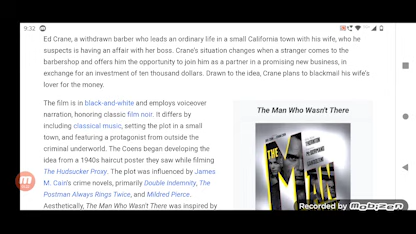 9:32
Ed Crane, a withdrawn barber who leads an ordinary life in a small California town with his wife, who he
suspects is having an affair with her boss. Crane's situation changes when a stranger comes to the
barbershop and offers him the opportunity to join him as a partner in a promising new business, in
exchange for an investment of ten thousand dollars. Drawn to the idea, Crane plans to blackmail his wife's
lover for the money.
The film is in black-and-white and employs voiceover
narration, honoring classic film noir. It differs by
including classical music, setting the plot in a small
town, and featuring a protagonist from outside the
criminal underworld. The Coens began developing the
idea from a 1940s haircut poster they saw while filming
The Hudsucker Proxy. The plot was influenced by James
M. Cain's crime novels, primarily Double Indemnity, The
Postman Always Rings Twice, and Mildred Pierce.
Aesthetically, The Man Who Wasn't There was inspired by
The Man Who Wasn't There
THE
MAN
Recorded by mobizen